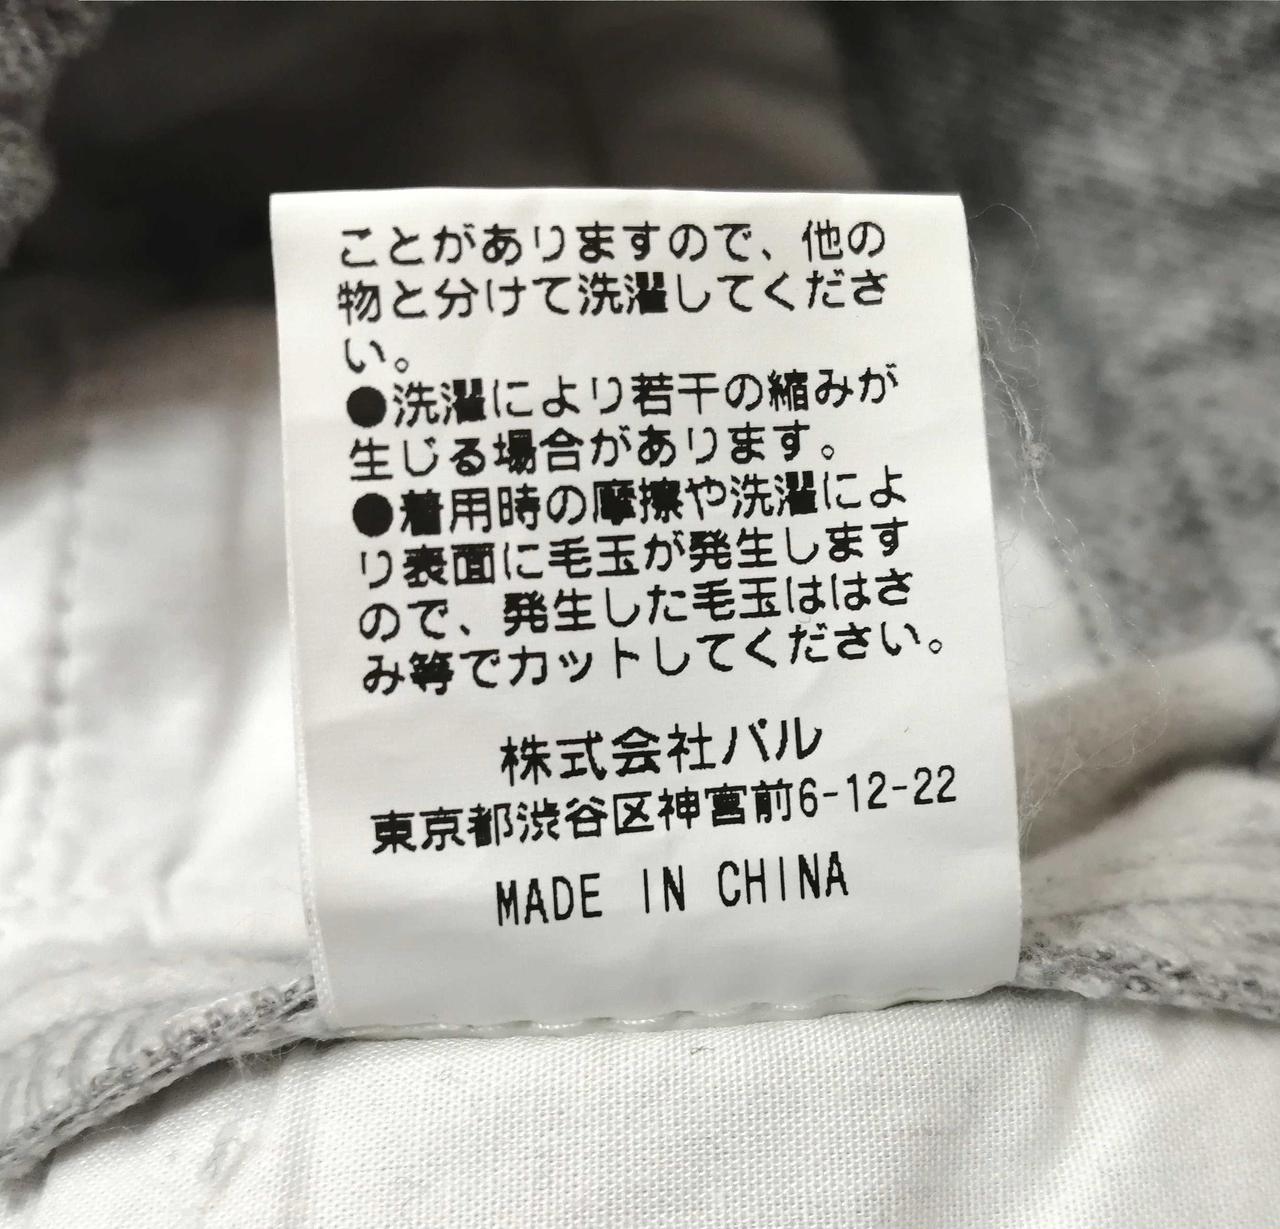 ことがありますので、他の
物と分けて洗濯してくださ
い。
●洗濯により若干の縮みが
生じる場合があります。
●着用時の摩擦や洗濯によ
り表面に毛玉が発生します
ので、発生した毛玉ははさ
み等でカットしてください。
株式会社パル
東京都渋谷区神宮前6-12-22
MADE IN CHINA